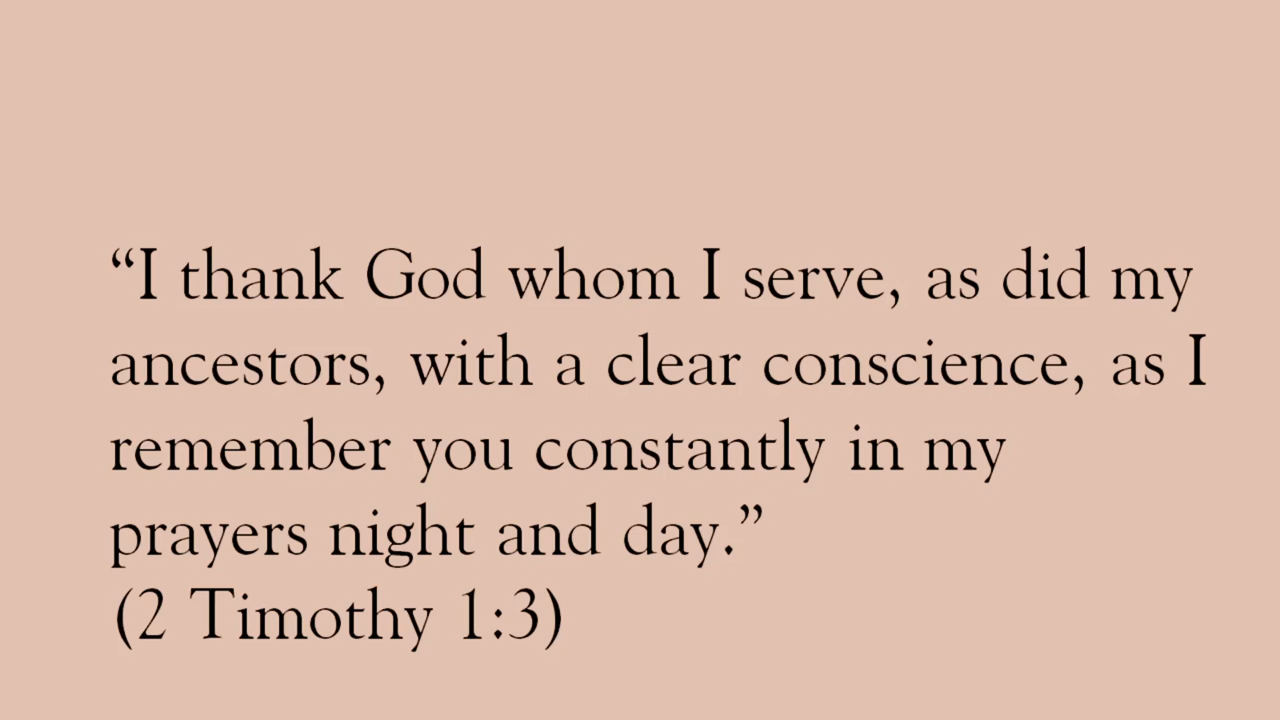 “I thank God whom I serve, as did my
ancestors, with a clear conscience, as I
remember you constantly in my
prayers night and day.”
(2 Timothy 1:3)